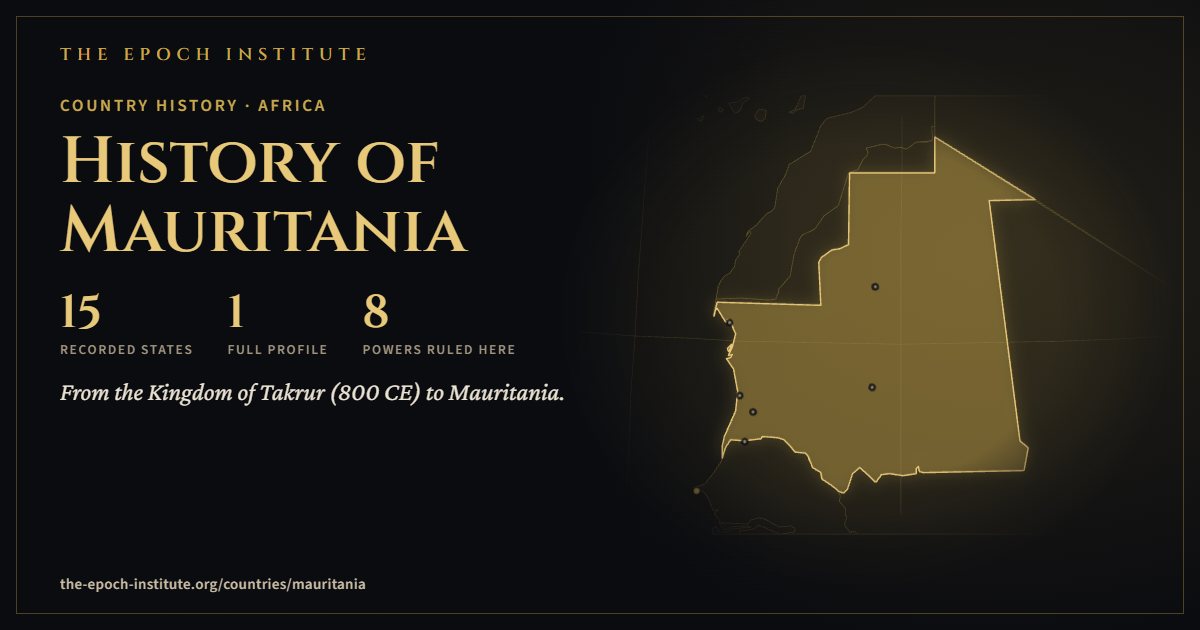 THE EPOCH INSTITUTE
COUNTRY HISTORY · AFRICA
History of
Mauritania
15 1 8
RECORDED STATES FULL PROFILE POWERS RULED HERE
From the Kingdom of Takrur (800 CE) to Mauritania.
the-epoch-institute.org/countries/mauritania